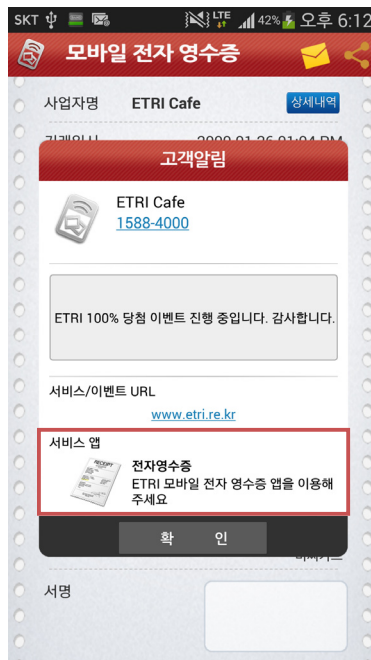 SKT LTE 42% 오후 6:12
모바일 전자 영수증
사업자명 ETRI Cafe 상세내역
고객알림
ETRI Cafe
1588-4000
ETRI 100% 당첨 이벤트 진행 중입니다. 감사합니다.
서비스/이벤트 URL
www.etri.re.kr
서비스 앱
RECEIPT
전자영수증
ETRI 모바일 전자 영수증 앱을 이용해
주세요
확 인
서명